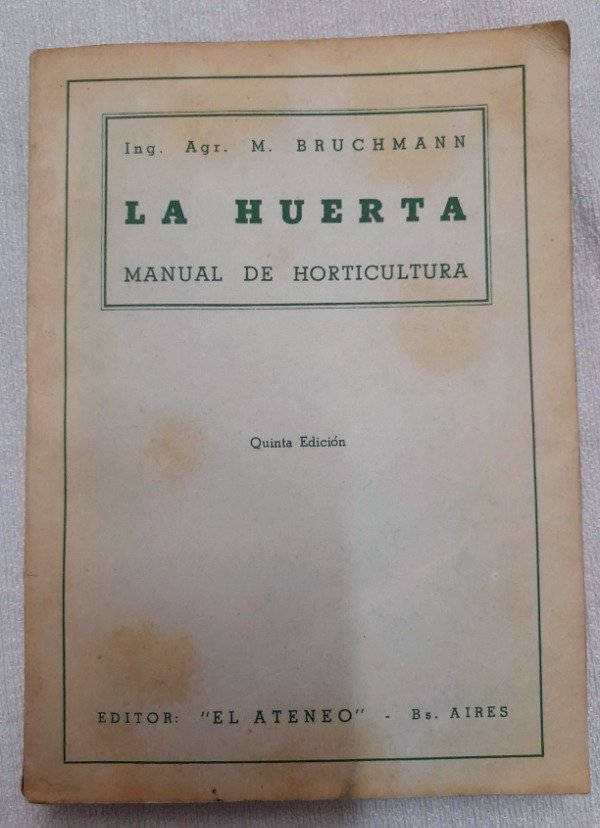 Ing. Agr. M. BRUCHMANN
LA HUERTA
MANUAL DE HORTICULTURA
Quinta Edición
EDITOR: "EL ATENEO" - Bs. AIRES